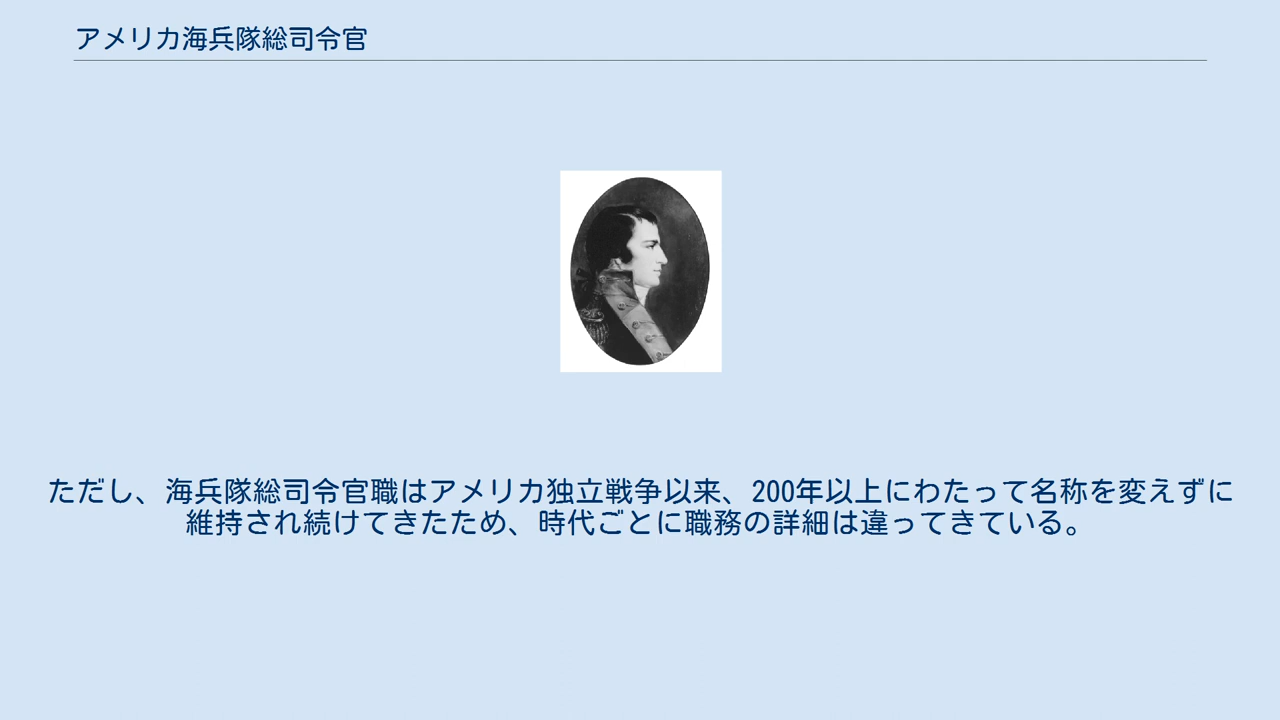 アメリカ海兵隊総司令官
ただし、海兵隊総司令官職はアメリカ独立戦争以来、200年以上にわたって名称を変えずに
維持され続けてきたため、時代ごとに職務の詳細は違ってきている。